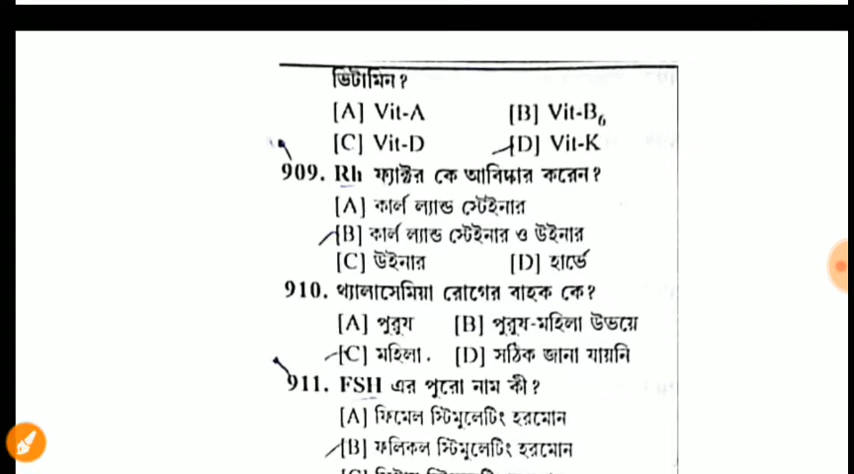 ভিটামিন?
[A] Vit-A [B] Vit-B₆
[C] Vit-D [D] Vit-K
909. Rh ফ্যাক্টর কে আবিষ্কার করেন?
[A] কার্ল ল্যান্ড স্টেইনার
[B] কার্ল ল্যান্ড স্টেইনার ও উইনার
[C] উইনার [D] হার্ভে
910. থ্যালাসেমিয়া রোগের বাহক কে?
[A] পুরুষ [B] পুরুষ-মহিলা উভয়ে
[C] মহিলা. [D] সঠিক জানা যায়নি
911. FSH এর পুরো নাম কী?
[A] ফিমেল স্টিমুলেটিং হরমোন
[B] ফলিকল স্টিমুলেটিং হরমোন